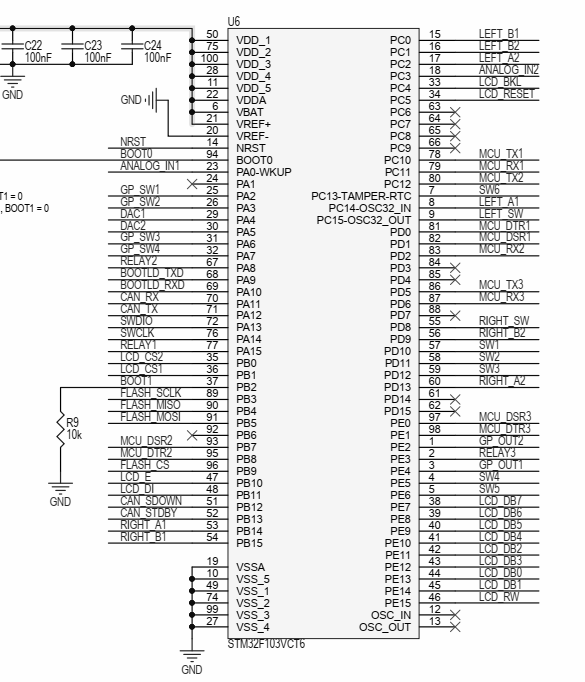 U6
C22
100nF
C23
100nF
C24
100nF
GND
GND
T1 = 0
, BOOT1 = 0
R9
10k
GND
50 VDD_1
75 VDD_2
100 VDD_3
28 VDD_4
11 VDD_5
22 VDDA
6 VBAT
21 VREF+
20 VREF-
NRST 14 NRST
BOOT0 94 BOOT0
ANALOG_IN1 23 PA0-WKUP
24 PA1
GP_SW1 25 PA2
GP_SW2 26 PA3
DAC1 29 PA4
DAC2 30 PA5
GP_SW3 31 PA6
GP_SW4 32 PA7
RELAY2 67 PA8
BOOTLD_TXD 68 PA9
BOOTLD_RXD 69 PA10
CAN_RX 70 PA11
CAN_TX 71 PA12
SWDIO 72 PA13
SWCLK 76 PA14
RELAY1 77 PA15
LCD_CS2 35 PB0
LCD_CS1 36 PB1
BOOT1 37 PB2
FLASH_SCLK 89 PB3
FLASH_MISO 90 PB4
FLASH_MOSI 91 PB5
92 PB6
MCU_DSR2 93 PB7
MCU_DTR2 95 PB8
FLASH_CS 96 PB9
LCD_E 47 PB10
LCD_DI 48 PB11
CAN_SDOWN 51 PB12
CAN_STDBY 52 PB13
RIGHT_A1 53 PB14
RIGHT_B1 54 PB15
19 VSSA
10 VSS_5
49 VSS_1
74 VSS_2
99 VSS_3
27 VSS_4
GND
PC0 15 LEFT_B1
PC1 16 LEFT_B2
PC2 17 LEFT_A2
PC3 18 ANALOG_IN2
PC4 33 LCD_BKL
PC5 34 LCD_RESET
PC6 63
PC7 64
PC8 65
PC9 66
PC10 78 MCU_TX1
PC11 79 MCU_RX1
PC12 80 MCU_TX2
PC13-TAMPER-RTC 7 SW6
PC14-OSC32_IN 8 LEFT_A1
PC15-OSC32_OUT 9 LEFT_SW
PD0 81 MCU_DTR1
PD1 82 MCU_DSR1
PD2 83 MCU_RX2
PD3 84
PD4 85
PD5 86 MCU_TX3
PD6 87 MCU_RX3
PD7 88
PD8 55 RIGHT_SW
PD9 56 RIGHT_B2
PD10 57 SW1
PD11 58 SW2
PD12 59 SW3
PD13 60 RIGHT_A2
PD14 61
PD15 62
PE0 97 MCU_DSR3
PE1 98 MCU_DTR3
PE2 1 GP_OUT2
PE3 2 RELAY3
PE4 3 GP_OUT1
PE5 4 SW4
PE6 5 SW5
PE7 38 LCD_DB7
PE8 39 LCD_DB6
PE9 40 LCD_DB5
PE10 41 LCD_DB4
PE11 42 LCD_DB2
PE12 43 LCD_DB3
PE13 44 LCD_DB0
PE14 45 LCD_DB1
PE15 46 LCD_RW
OSC_IN 12
OSC_OUT 13
STM32F103VCT6